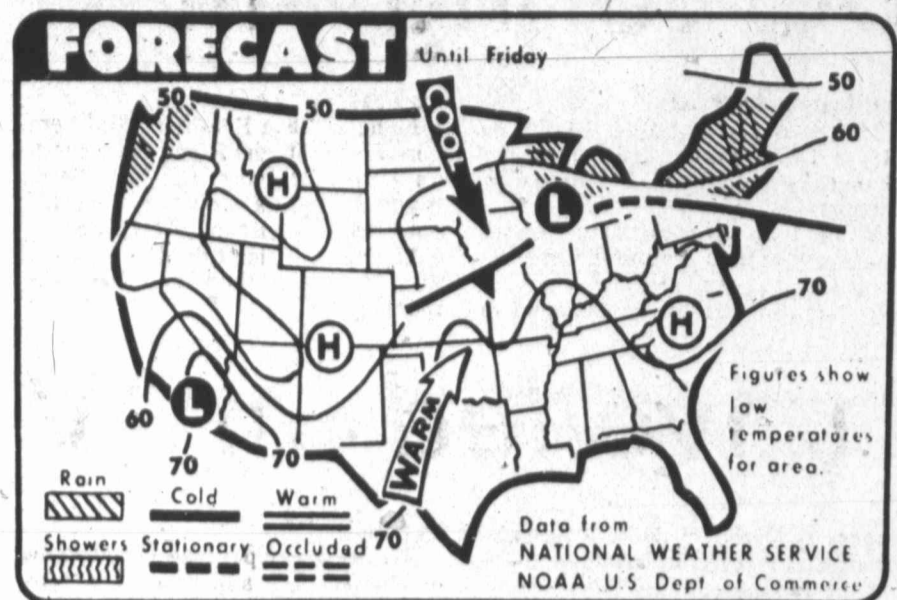 FORECAST
Until Friday
50
50
COOL
50
60
H
L
70
H
H
L
60
70
70
WARM
70
Figures show
low
temperatures
for area.
Rain
Cold
Warm
Showers
Stationary
Occluded
Data from
NATIONAL WEATHER SERVICE
NOAA U.S. Dept of Commerce